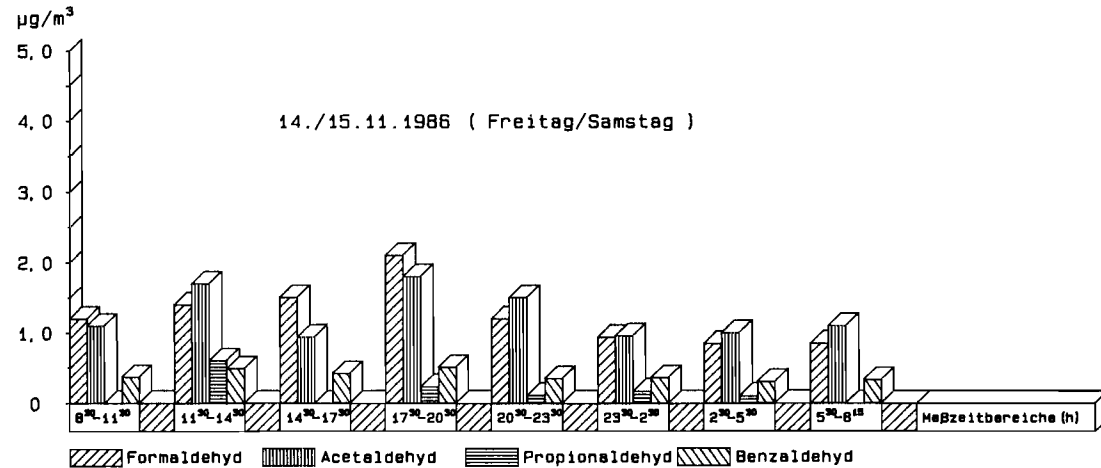 µg/m³
5,0
4,0
3,0
2,0
1,0
0
14./15.11.1986 ( Freitag/Samstag )
8³⁰-11³⁰ 11³⁰-14³⁰ 14³⁰-17³⁰ 17³⁰-20³⁰ 20³⁰-23³⁰ 23³⁰-2³⁰ 2³⁰-5³⁰ 5³⁰-8¹⁵ Meßzeitbereiche (h)
Formaldehyd Acetaldehyd Propionaldehyd Benzaldehyd